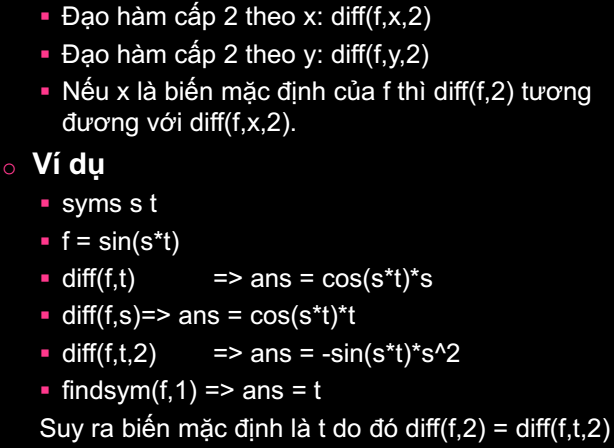 Đạo hàm cấp 2 theo x: diff(f,x,2)
Đạo hàm cấp 2 theo y: diff(f,y,2)
Nếu x là biến mặc định của f thì diff(f,2) tương
đương với diff(f,x,2).
Ví dụ
syms s t
f = sin(s*t)
diff(f,t) => ans = cos(s*t)*s
diff(f,s)=> ans = cos(s*t)*t
diff(f,t,2) => ans = -sin(s*t)*s^2
findsym(f,1) => ans = t
Suy ra biến mặc định là t do đó diff(f,2) = diff(f,t,2)